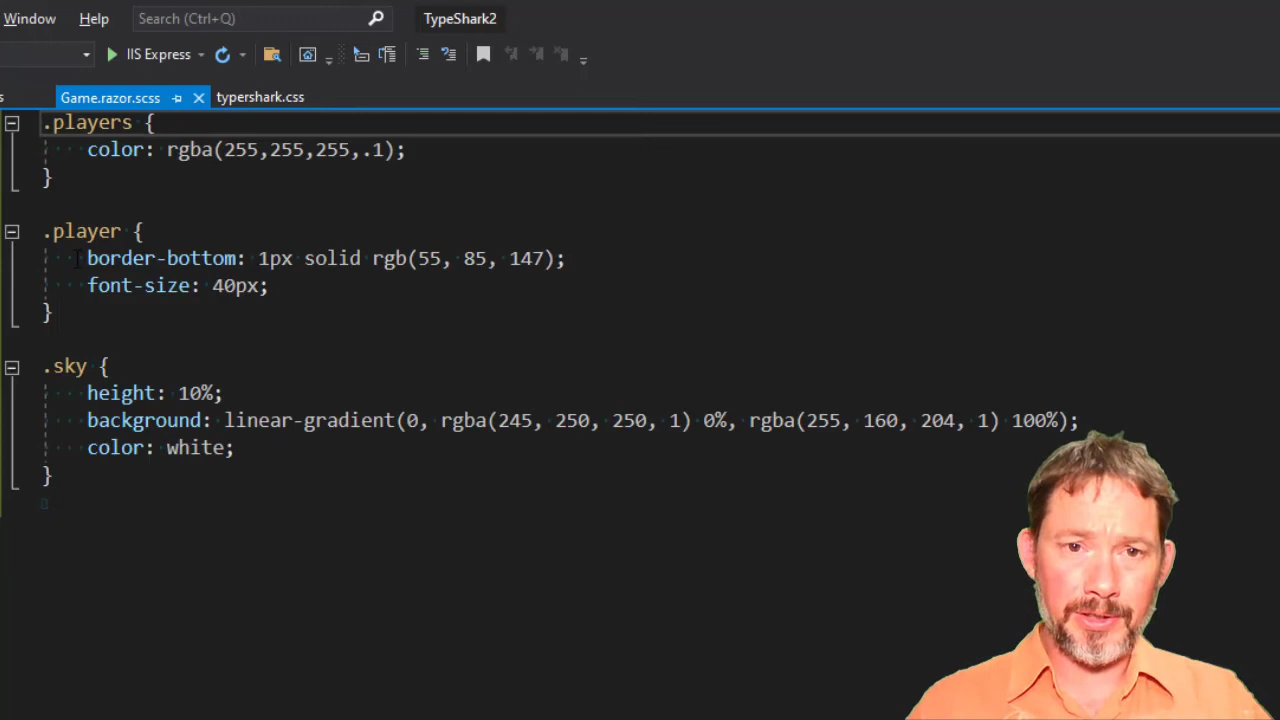 Window Help Search (Ctrl+Q) TypeShark2
IIS Express
Game.razor.scss typershark.css
.players {
color: rgba(255,255,255,.1);
}
.player {
border-bottom: 1px solid rgb(55, 85, 147);
font-size: 40px;
}
.sky {
height: 10%;
background: linear-gradient(0, rgba(245, 250, 250, 1) 0%, rgba(255, 160, 204, 1) 100%);
color: white;
}